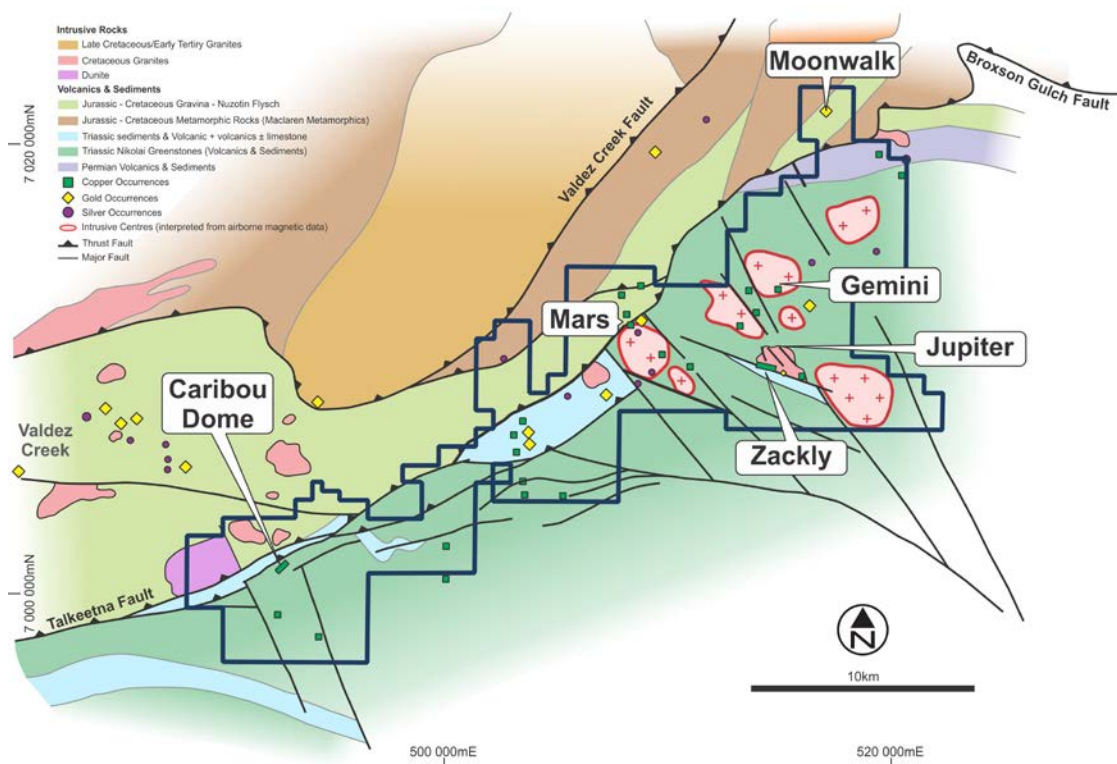 Intrusive Rocks
Late Cretaceous/Early Tertiry Granites
Cretaceous Granites
Dunite
Volcanics & Sediments
Jurassic - Cretaceous Gravina - Nuzotin Flysch
Jurassic - Cretaceous Metamorphic Rocks (Maclaren Metamorphics)
Triassic sediments & Volcanic + volcanics ± limestone
Triassic Nikolai Greenstones (Volcanics & Sediments)
Permian Volcanics & Sediments
Copper Occurrences
Gold Occurrences
Silver Occurrences
Intrusive Centres (interpreted from airborne magnetic data)
Thrust Fault
Major Fault
Moonwalk
Broxson Gulch Fault
Valdez Creek Fault
7 020 000mN
Gemini
Mars
Jupiter
Caribou
Dome
Valdez
Creek
Zackly
7 000 000mN
Talkeetna Fault
N
10km
500 000mE
520 000mE